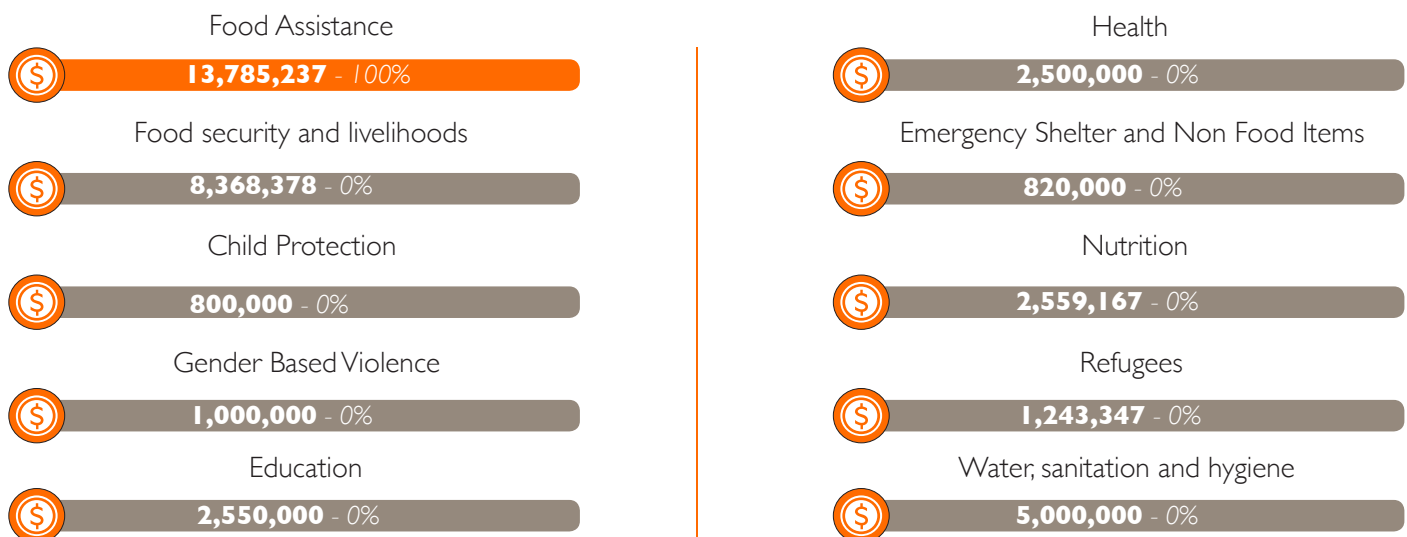 Food Assistance
$
13,785,237 - 100%
Food security and livelihoods
$
8,368,378 - 0%
Child Protection
$
800,000 - 0%
Gender Based Violence
$
1,000,000 - 0%
Education
$
2,550,000 - 0%
Health
$
2,500,000 - 0%
Emergency Shelter and Non Food Items
$
820,000 - 0%
Nutrition
$
2,559,167 - 0%
Refugees
$
1,243,347 - 0%
Water, sanitation and hygiene
$
5,000,000 - 0%